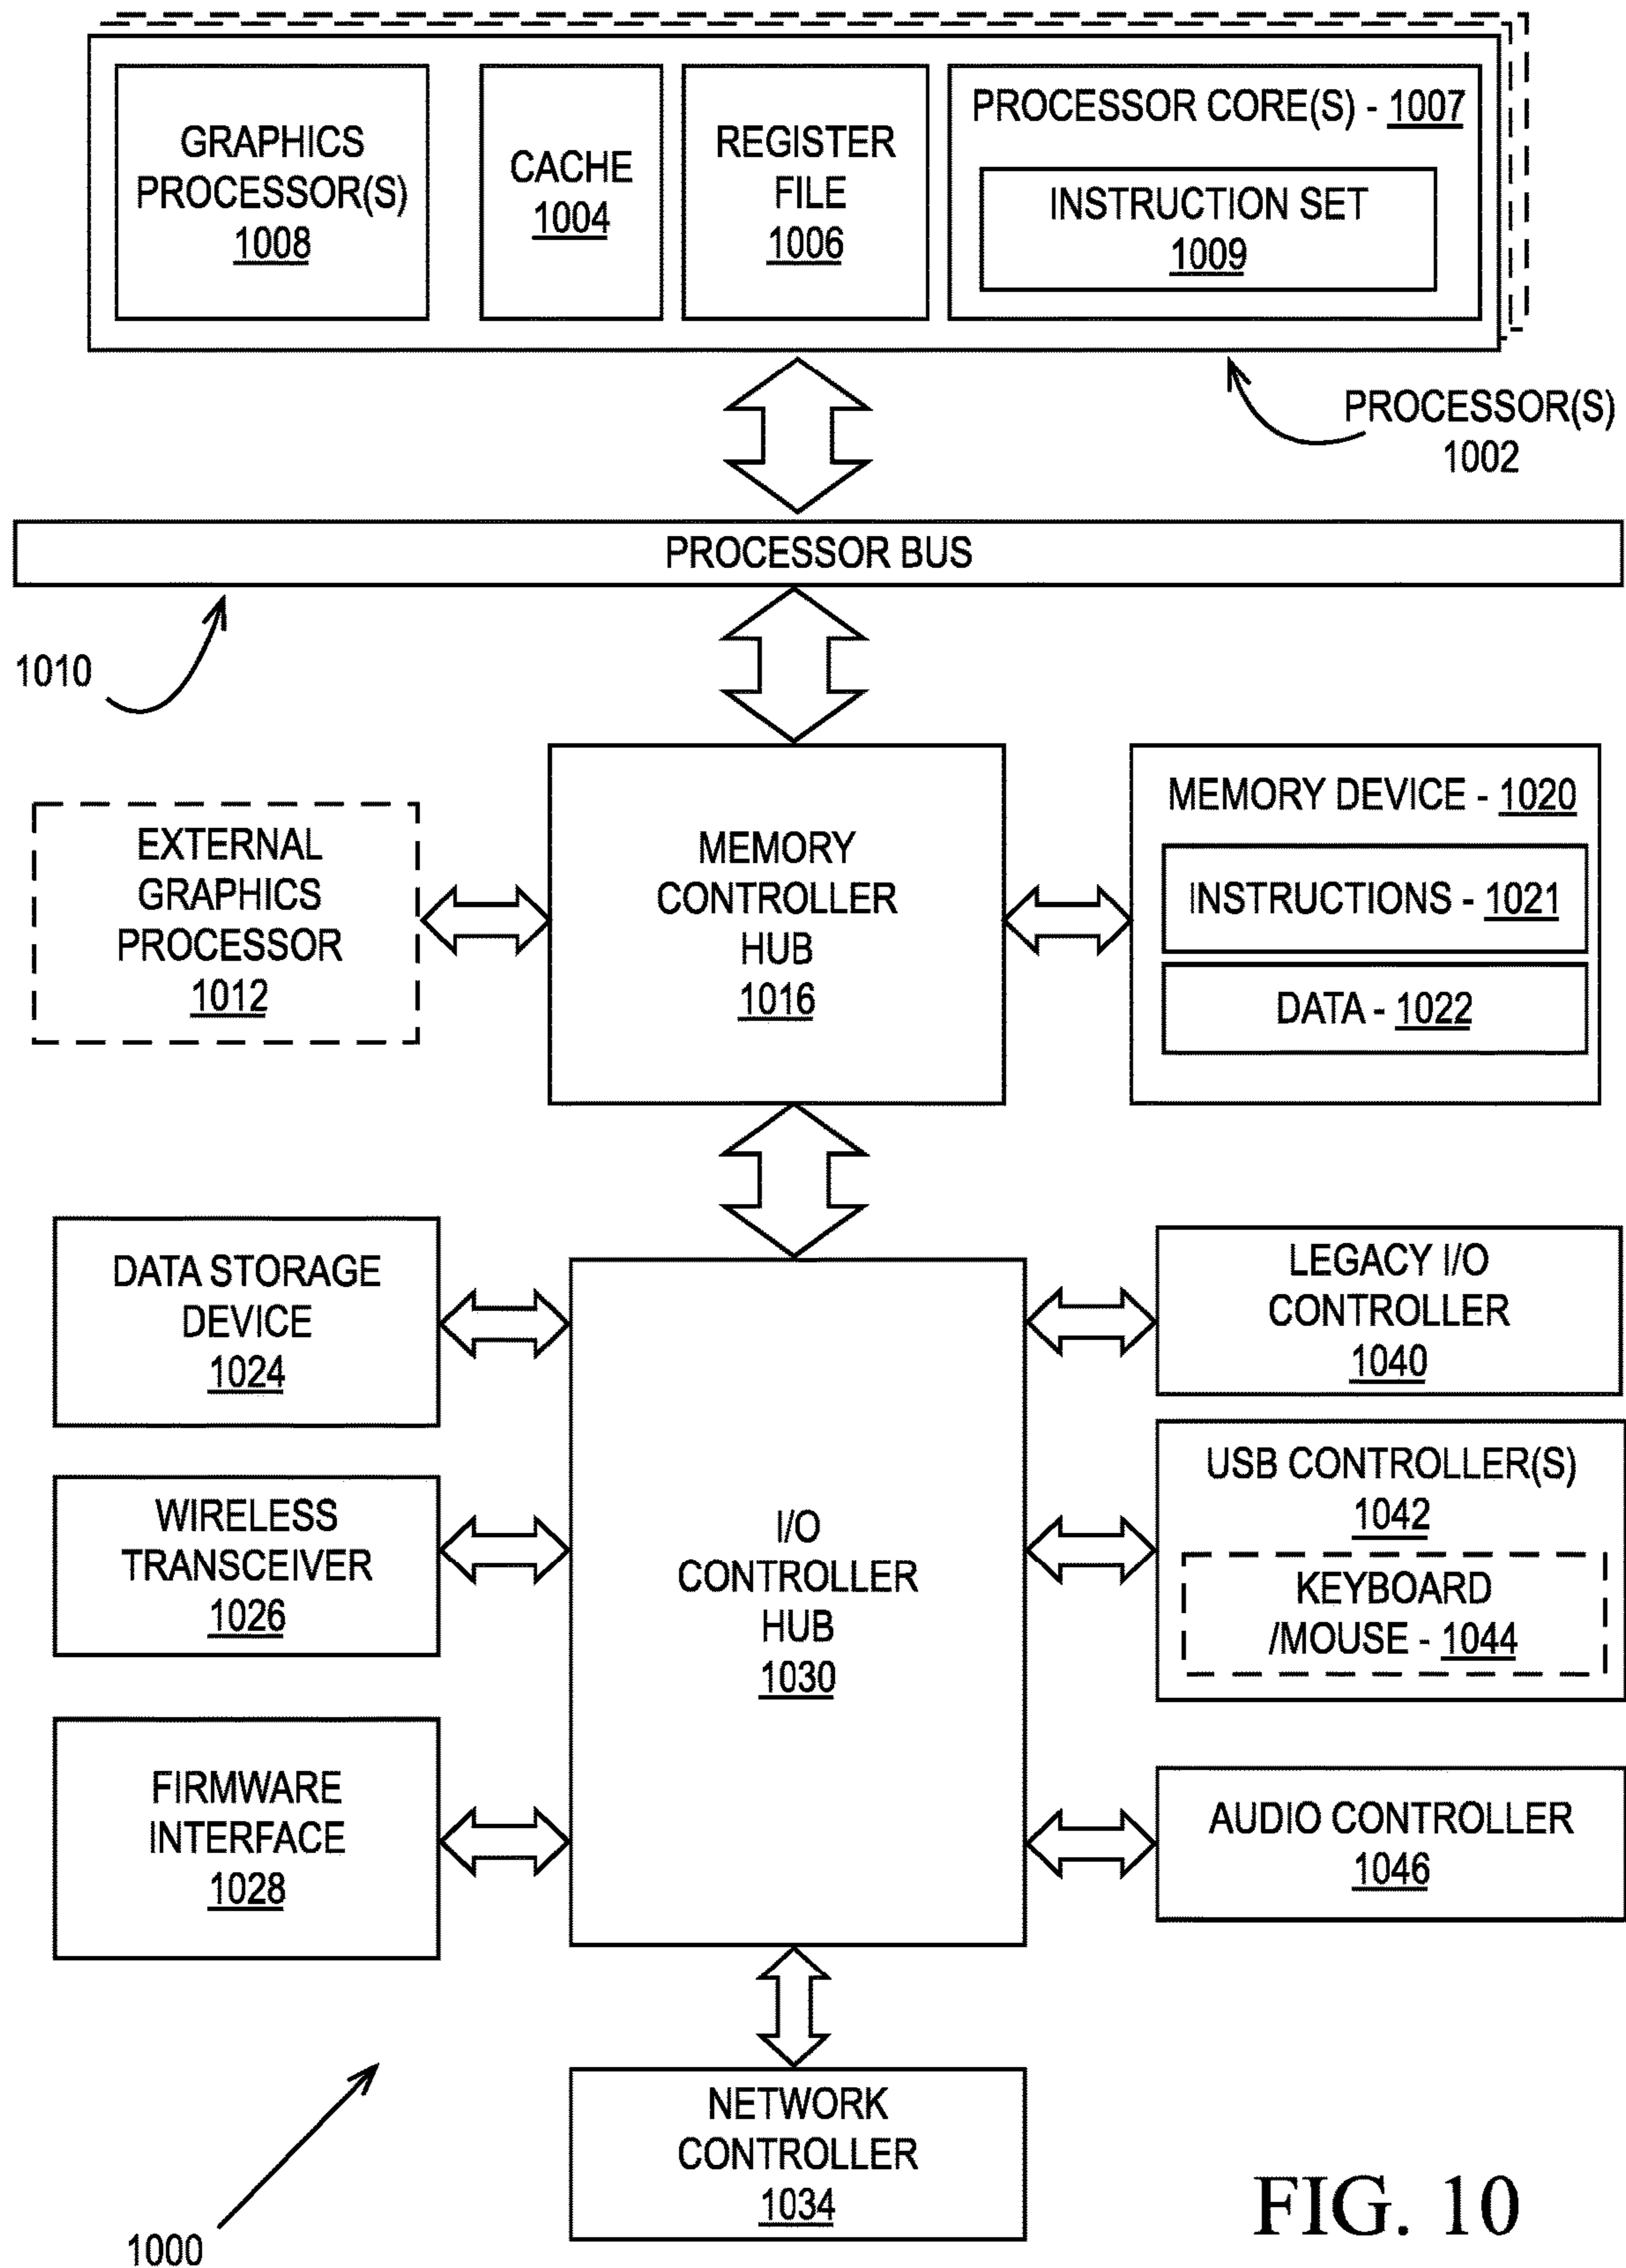 GRAPHICS
PROCESSOR(S)
1008
CACHE
1004
REGISTER
FILE
1006
PROCESSOR CORE(S) - 1007
INSTRUCTION SET
1009
PROCESSOR(S)
1002
PROCESSOR BUS
1010
EXTERNAL
GRAPHICS
PROCESSOR
1012
MEMORY
CONTROLLER
HUB
1016
MEMORY DEVICE - 1020
INSTRUCTIONS - 1021
DATA - 1022
DATA STORAGE
DEVICE
1024
WIRELESS
TRANSCEIVER
1026
FIRMWARE
INTERFACE
1028
I/O
CONTROLLER
HUB
1030
LEGACY I/O
CONTROLLER
1040
USB CONTROLLER(S)
1042
KEYBOARD
/MOUSE - 1044
AUDIO CONTROLLER
1046
NETWORK
CONTROLLER
1034
1000
FIG. 10